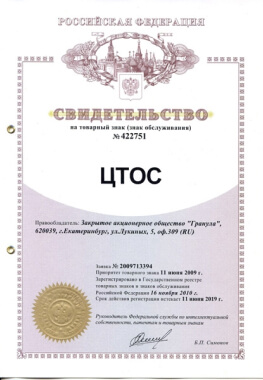 РОССИЙСКАЯ ФЕДЕРАЦИЯ
СВИДЕТЕЛЬСТВО
на товарный знак (знак обслуживания)
№ 422751
ЦТОС
Правообладатель: Закрытое акционерное общество "Гранула",
620039, г.Екатеринбург, ул.Лукиных, 5, оф.309 (RU)
Заявка № 2009713394
Приоритет товарного знака 11 июня 2009 г.
Зарегистрировано в Государственном реестре
товарных знаков и знаков обслуживания
Российской Федерации 16 ноября 2010 г.
Срок действия регистрации истекает 11 июня 2019 г.
Руководитель Федеральной службы по интеллектуальной
собственности, патентам и товарным знакам
Б.П. Симонов